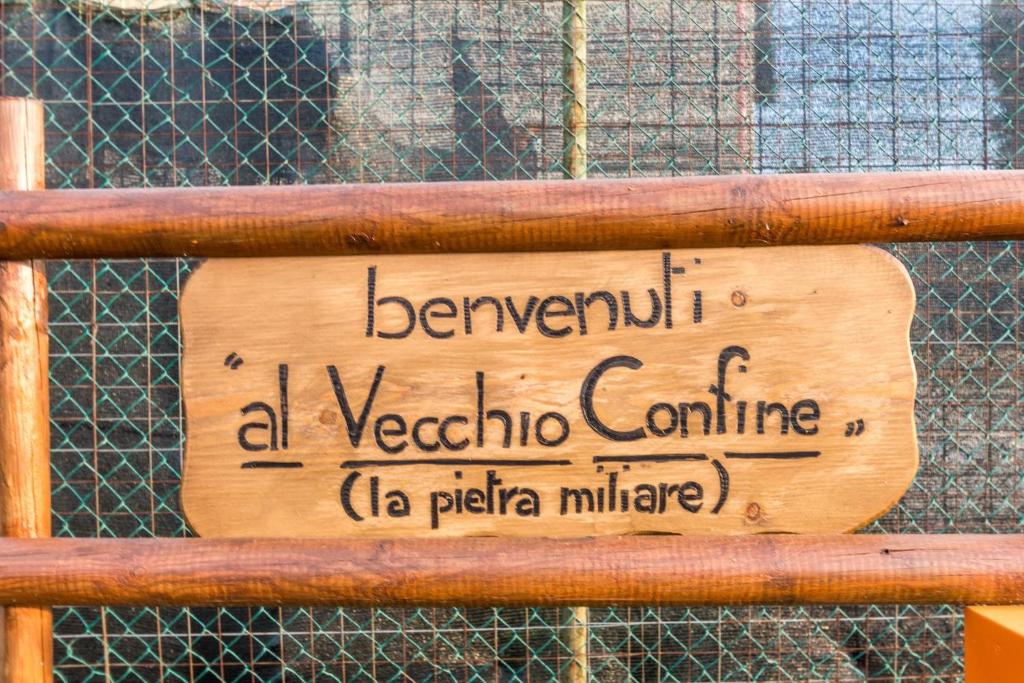 benvenuti
" al Vecchio Confine "
(la pietra miliare)